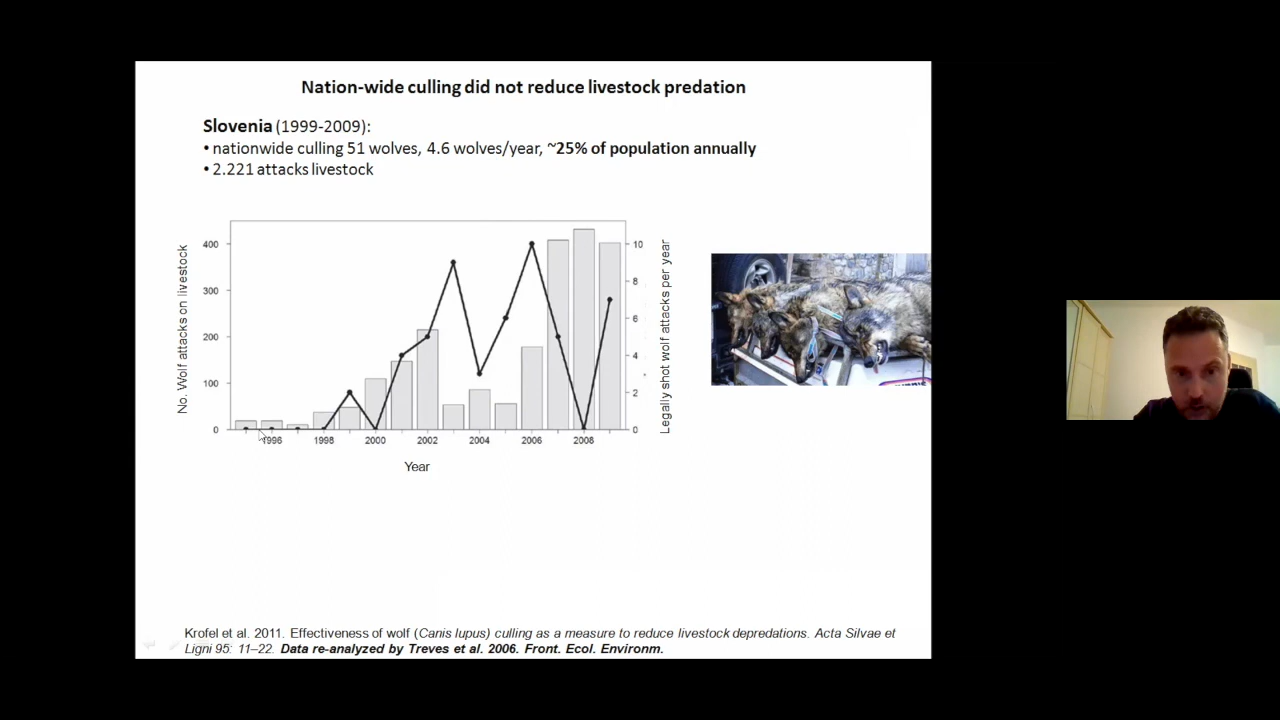 Nation-wide culling did not reduce livestock predation
Slovenia (1999-2009):
• nationwide culling 51 wolves, 4.6 wolves/year, ~25% of population annually
• 2.221 attacks livestock
No. Wolf attacks on livestock
400
300
200
100
0
10
8
6
4
2
0
Legally shot wolf attacks per year
1996 1998 2000 2002 2004 2006 2008
Year
Krofel et al. 2011. Effectiveness of wolf (Canis lupus) culling as a measure to reduce livestock depredations. Acta Silvae et
Ligni 95: 11–22. Data re-analyzed by Treves et al. 2006. Front. Ecol. Environm.